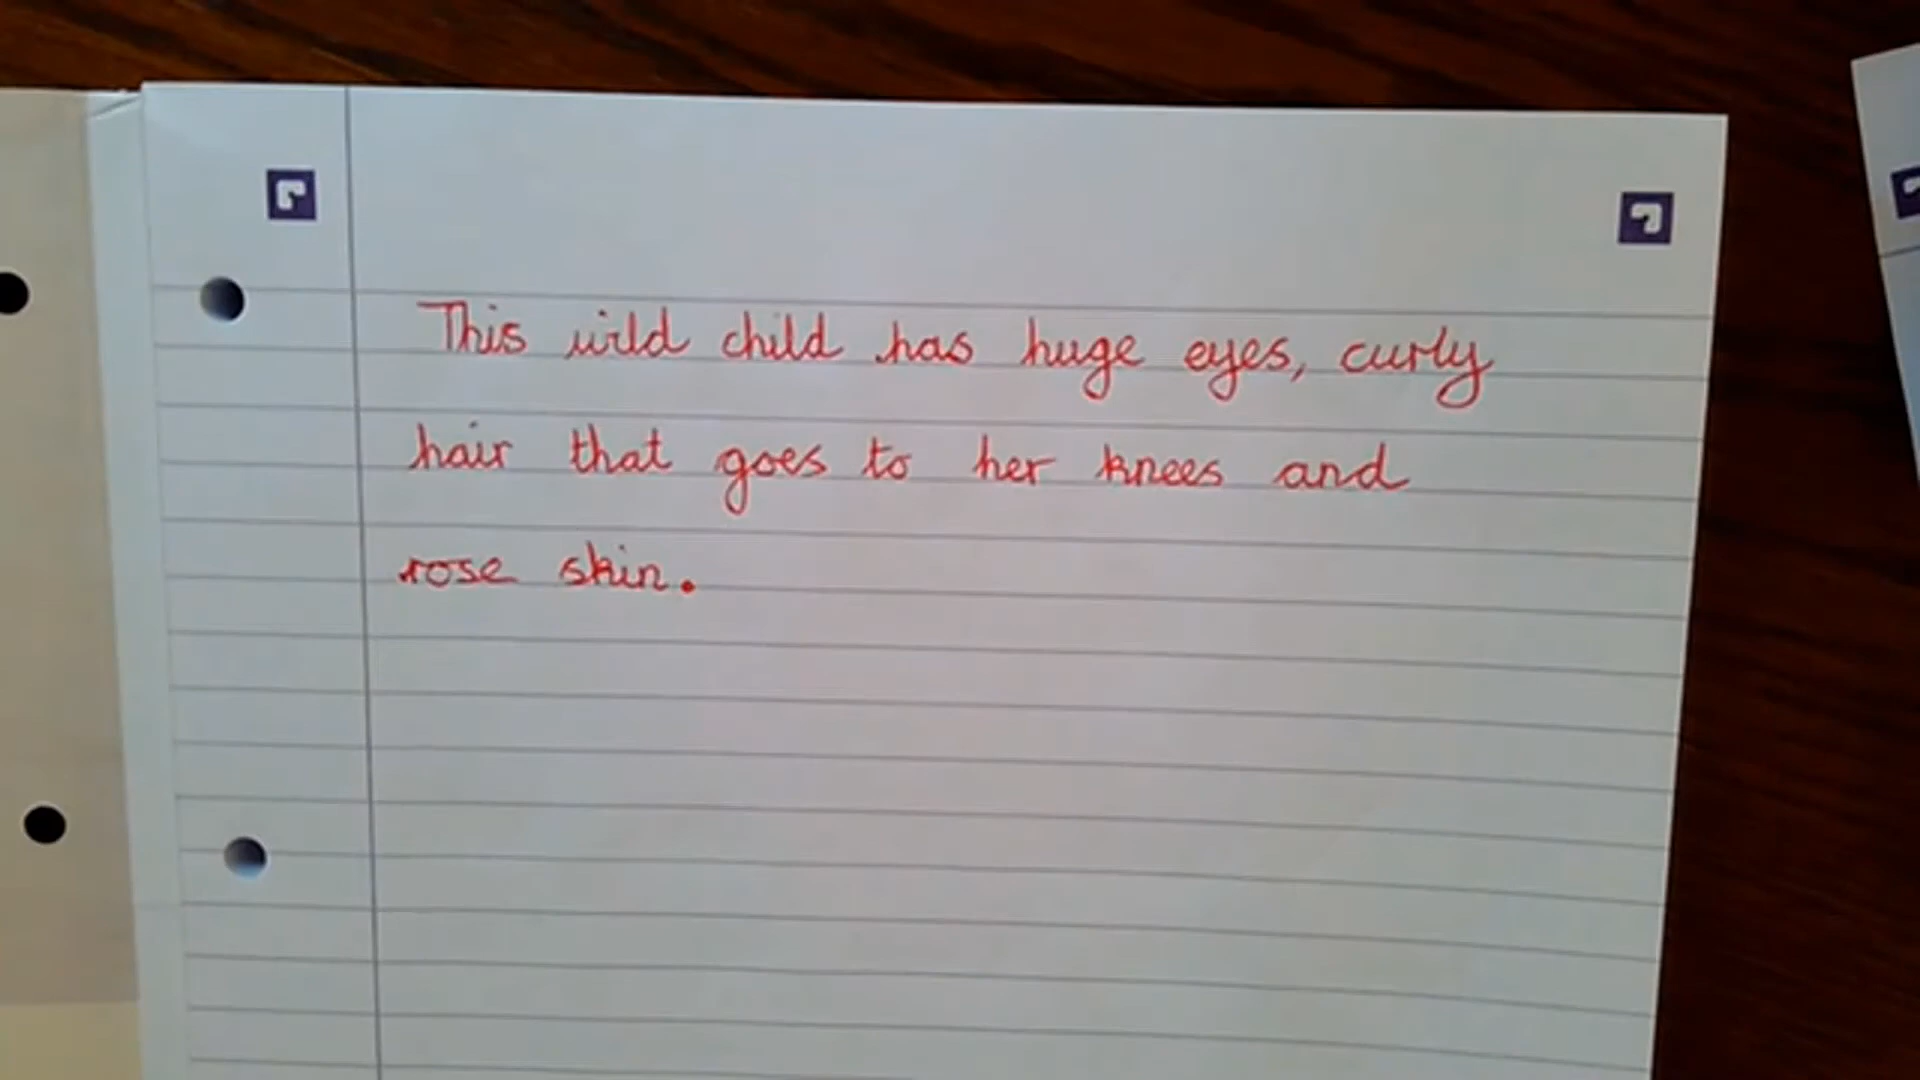 This wild child has huge eyes, curly
hair that goes to her knees and
rose skin.